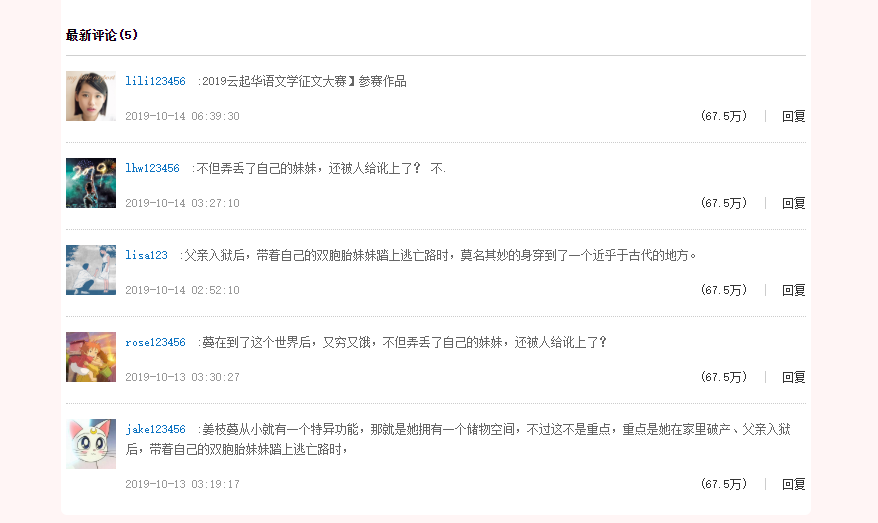 最新评论(5)
lili123456 :2019云起华语文学征文大赛】参赛作品
2019-10-14 06:39:30 (67.5万) | 回复
2019
lhw123456 :不但弄丢了自己的妹妹，还被人给讹上了？ 不.
2019-10-14 03:27:10 (67.5万) | 回复
lisa123 :父亲入狱后，带着自己的双胞胎妹妹踏上逃亡路时，莫名其妙的身穿到了一个近乎于古代的地方。
2019-10-14 02:52:10 (67.5万) | 回复
rose123456 :蔓在到了这个世界后，又穷又饿，不但弄丢了自己的妹妹，还被人给讹上了？
2019-10-13 03:30:27 (67.5万) | 回复
jake123456 :姜枝蔓从小就有一个特异功能，那就是她拥有一个储物空间，不过这不是重点，重点是她在家里破产、父亲入狱
后，带着自己的双胞胎妹妹踏上逃亡路时，
2019-10-13 03:19:17 (67.5万) | 回复